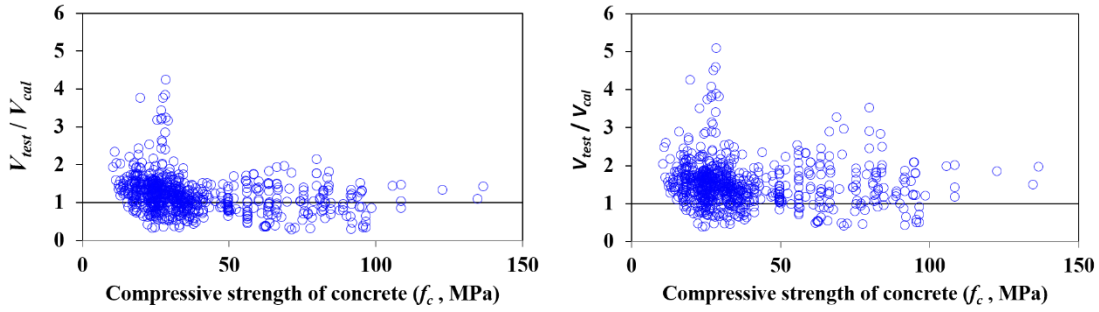 6
5
4
3
2
1
0
V_test / V_cal
0 50 100 150
Compressive strength of concrete (f_c , MPa)
6
5
4
3
2
1
0
V_test / V_cal
0 50 100 150
Compressive strength of concrete (f_c , MPa)